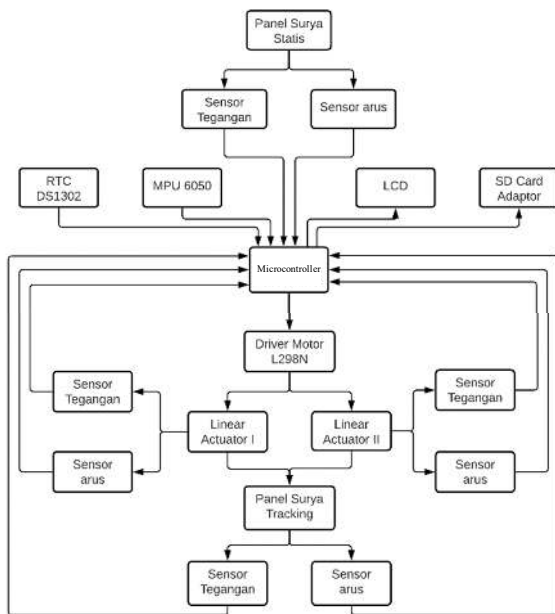 Panel Surya
Statis
Sensor
Tegangan
Sensor arus
RTC
DS1302
MPU 6050
LCD
SD Card
Adaptor
Microcontroller
Driver Motor
L298N
Sensor
Tegangan
Linear
Actuator I
Linear
Actuator II
Sensor
Tegangan
Sensor
arus
Sensor
arus
Panel Surya
Tracking
Sensor
Tegangan
Sensor
arus